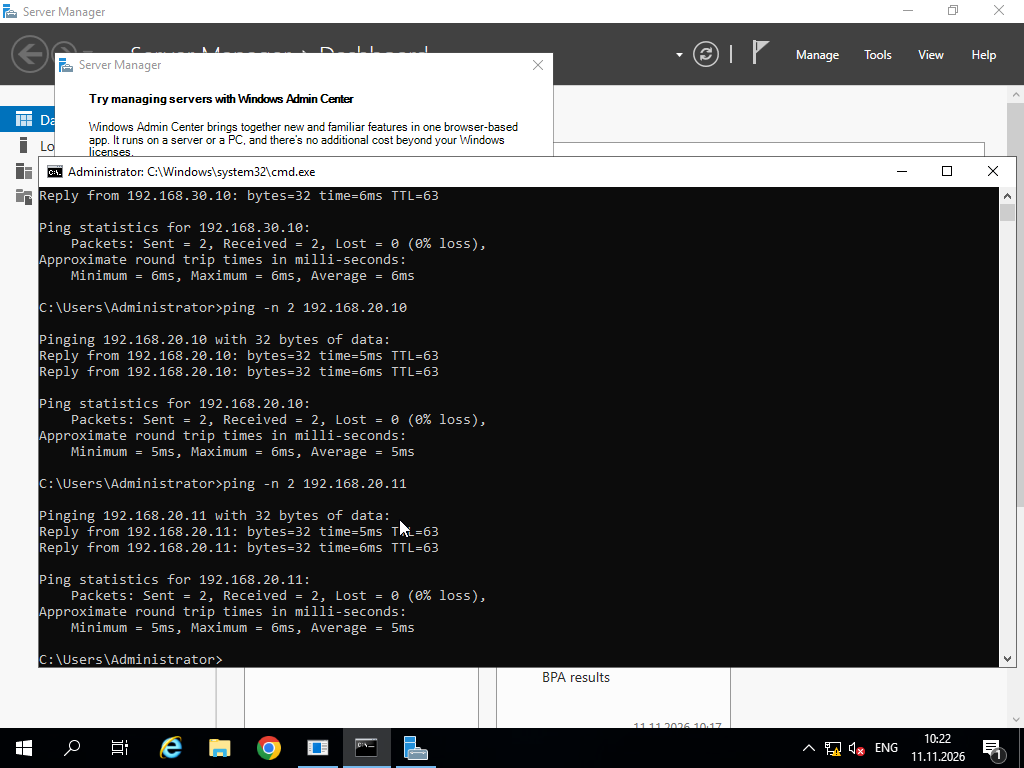 Server Manager
Manage Tools View Help
Server Manager
Try managing servers with Windows Admin Center
Windows Admin Center brings together new and familiar features in one browser-based
app. It runs on a server or a PC, and there's no additional cost beyond your Windows
licenses.
Administrator: C:\Windows\system32\cmd.exe
Reply from 192.168.30.10: bytes=32 time=6ms TTL=63
Ping statistics for 192.168.30.10:
Packets: Sent = 2, Received = 2, Lost = 0 (0% loss),
Approximate round trip times in milli-seconds:
Minimum = 6ms, Maximum = 6ms, Average = 6ms
C:\Users\Administrator>ping -n 2 192.168.20.10
Pinging 192.168.20.10 with 32 bytes of data:
Reply from 192.168.20.10: bytes=32 time=5ms TTL=63
Reply from 192.168.20.10: bytes=32 time=6ms TTL=63
Ping statistics for 192.168.20.10:
Packets: Sent = 2, Received = 2, Lost = 0 (0% loss),
Approximate round trip times in milli-seconds:
Minimum = 5ms, Maximum = 6ms, Average = 5ms
C:\Users\Administrator>ping -n 2 192.168.20.11
Pinging 192.168.20.11 with 32 bytes of data:
Reply from 192.168.20.11: bytes=32 time=5ms TTL=63
Reply from 192.168.20.11: bytes=32 time=6ms TTL=63
Ping statistics for 192.168.20.11:
Packets: Sent = 2, Received = 2, Lost = 0 (0% loss),
Approximate round trip times in milli-seconds:
Minimum = 5ms, Maximum = 6ms, Average = 5ms
C:\Users\Administrator>
BPA results
11.11.2026 10:17
ENG
10:22
11.11.2026
1